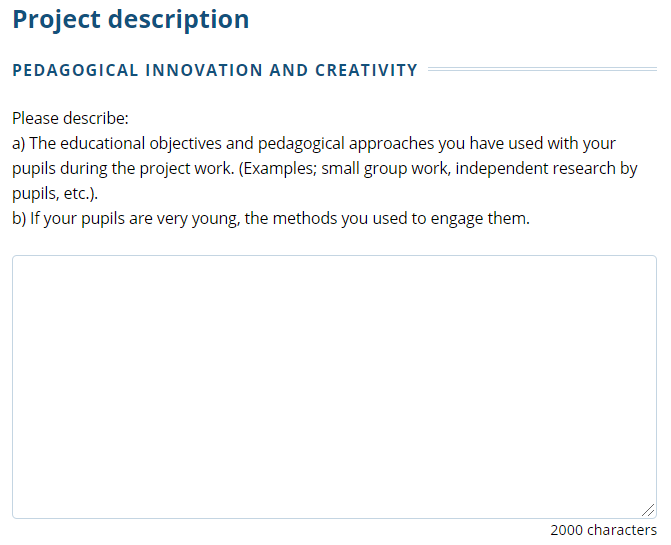 Project description
PEDAGOGICAL INNOVATION AND CREATIVITY
Please describe:
a) The educational objectives and pedagogical approaches you have used with your
pupils during the project work. (Examples; small group work, independent research by
pupils, etc.).
b) If your pupils are very young, the methods you used to engage them.
2000 characters